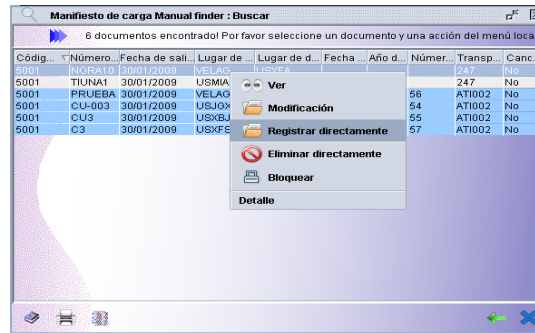 Manifiesto de carga Manual finder : Buscar
6 documentos encontrado! Por favor seleccione un documento y una acción del menú loca
Códig... Número... Fecha de sali... Lugar de ... Lugar de d... Fecha ... Año d... Númer... Transp... Canc.
5001 NORA10 30/01/2009 VELAG USXFA 247 No
5001 TIUNA1 30/01/2009 USMIA 247 No
5001 PRUEBA 30/01/2009 VELAG 56 ATI002 No
5001 CU-003 30/01/2009 USJGX 54 ATI002 No
5001 CU3 30/01/2009 USXBJ 55 ATI002 No
5001 C3 30/01/2009 USXFS 57 ATI002 No
Ver
Modificación
Registrar directamente
Eliminar directamente
Bloquear
Detalle